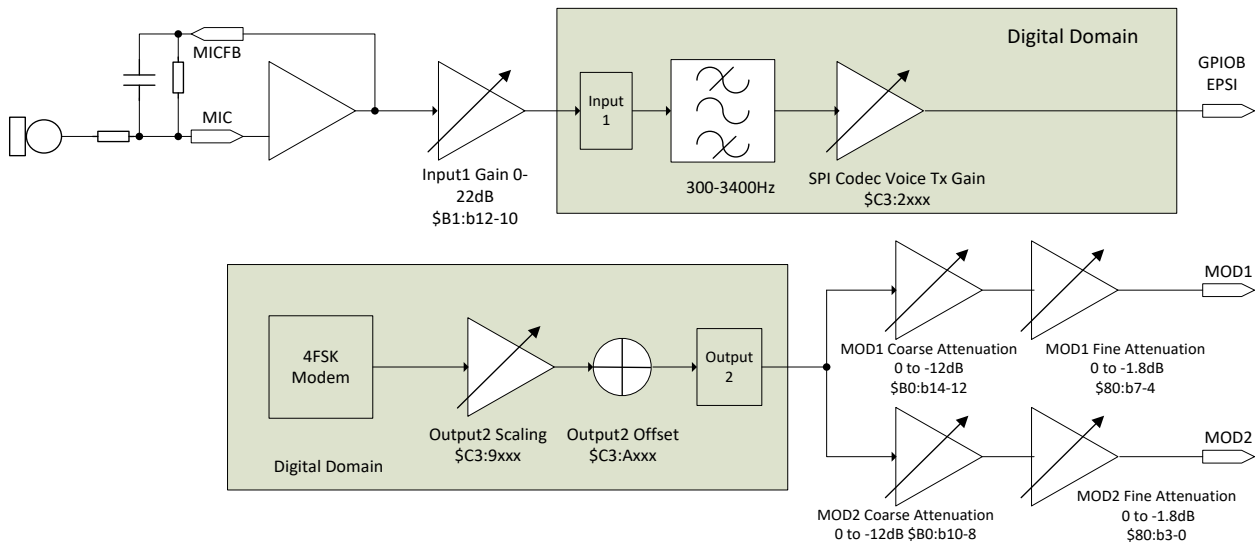 Digital Domain
MICFB
MIC
GPIOB
EPSI
Input
1
Input1 Gain 0-
22dB
$B1:b12-10
300-3400Hz
SPI Codec Voice Tx Gain
$C3:2xxx
4FSK
Modem
Output
2
MOD1
MOD1 Coarse Attenuation
0 to -12dB
$B0:b14-12
MOD1 Fine Attenuation
0 to -1.8dB
$80:b7-4
Output2 Scaling
$C3:9xxx
Output2 Offset
$C3:Axxx
Digital Domain
MOD2
MOD2 Coarse Attenuation
0 to -12dB $B0:b10-8
MOD2 Fine Attenuation
0 to -1.8dB
$80:b3-0